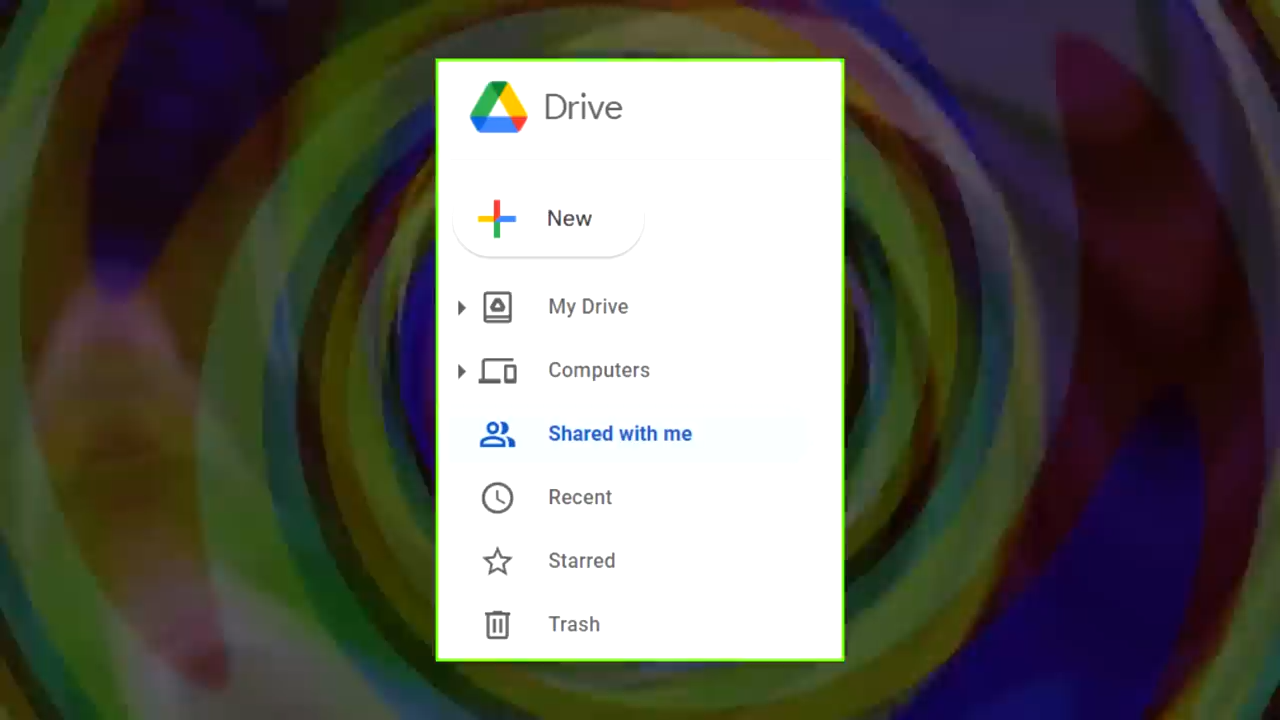 Drive
New
My Drive
Computers
Shared with me
Recent
Starred
Trash